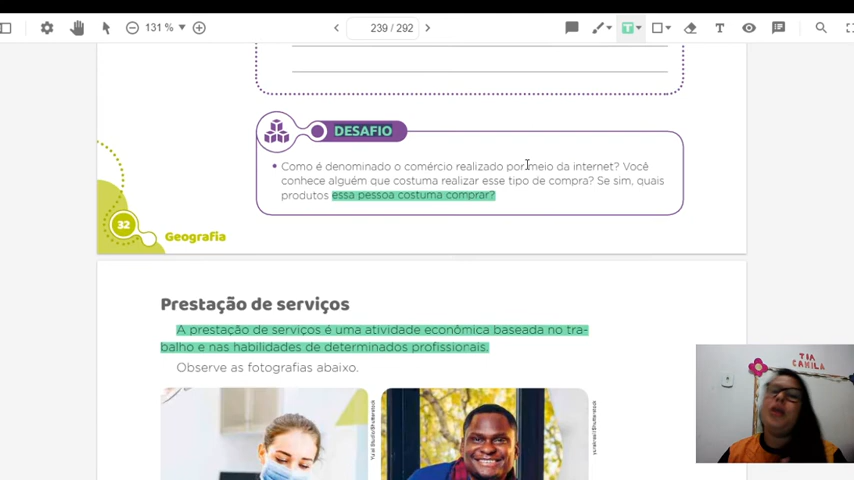 131 %
239 / 292
DESAFIO
• Como é denominado o comércio realizado por meio da internet? Você
conhece alguém que costuma realizar esse tipo de compra? Se sim, quais
produtos essa pessoa costuma comprar?
32
Geografia
Prestação de serviços
A prestação de serviços é uma atividade econômica baseada no tra-
balho e nas habilidades de determinados profissionais.
Observe as fotografias abaixo.
TIA
CAMILA